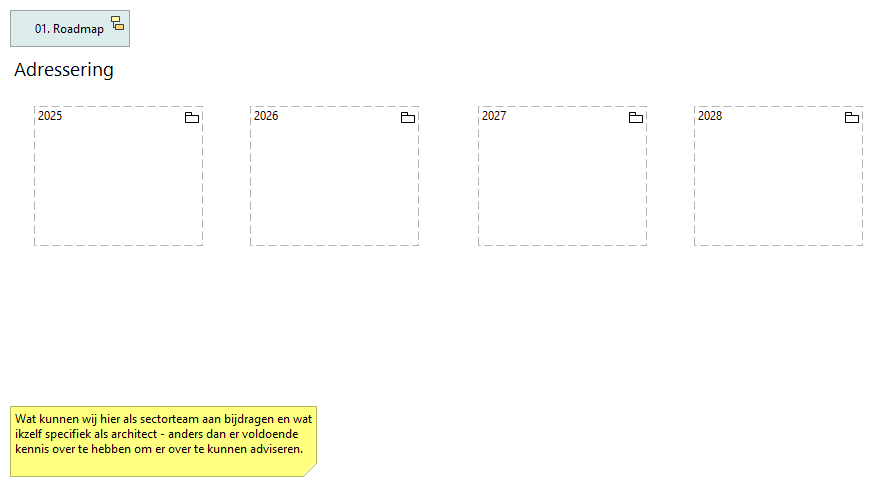 01. Roadmap
Adressering
2025
2026
2027
2028
Wat kunnen wij hier als sectorteam aan bijdragen en wat
ikzelf specifiek als architect - anders dan er voldoende
kennis over te hebben om er over te kunnen adviseren.